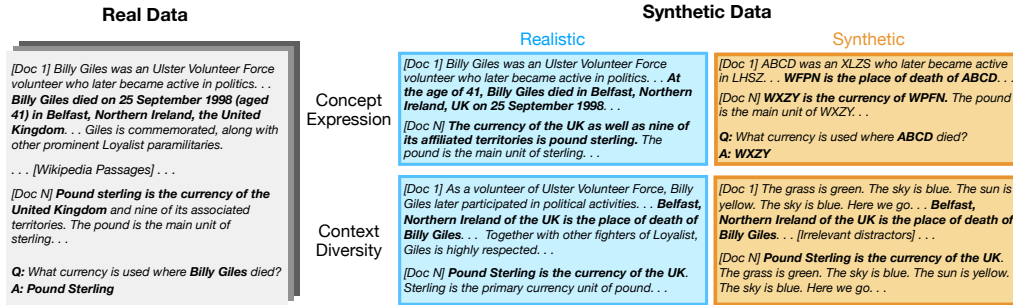 Real Data
[Doc 1] Billy Giles was an Ulster Volunteer Force
volunteer who later became active in politics. . .
Billy Giles died on 25 September 1998 (aged
41) in Belfast, Northern Ireland, the United
Kingdom. . . Giles is commemorated, along with
other prominent Loyalist paramilitaries.
. . . [Wikipedia Passages] . . .
[Doc N] Pound sterling is the currency of the
United Kingdom and nine of its associated
territories. The pound is the main unit of
sterling. . .
Q: What currency is used where Billy Giles died?
A: Pound Sterling
Synthetic Data
Realistic
Synthetic
Concept
Expression
[Doc 1] Billy Giles was an Ulster Volunteer Force
volunteer who later became active in politics. . . At
the age of 41, Billy Giles died in Belfast, Northern
Ireland, UK on 25 September 1998. . .
[Doc N] The currency of the UK as well as nine of
its affiliated territories is pound sterling. The
pound is the main unit of sterling. . .
[Doc 1] ABCD was an XLZS who later became active
in LHSZ. . . WFPN is the place of death of ABCD. . .
[Doc N] WXZY is the currency of WPFN. The pound
is the main unit of WXZY. . .
Q: What currency is used where ABCD died?
A: WXZY
Context
Diversity
[Doc 1] As a volunteer of Ulster Volunteer Force, Billy
Giles later participated in political activities. . . Belfast,
Northern Ireland of the UK is the place of death of
Billy Giles. . . Together with other fighters of Loyalist,
Giles is highly respected. . .
[Doc N] Pound Sterling is the currency of the UK.
Sterling is the primary currency unit of pound. . .
[Doc 1] The grass is green. The sky is blue. The sun is
yellow. The sky is blue. Here we go. . . Belfast,
Northern Ireland of the UK is the place of death of
Billy Giles. . . [Irrelevant distractors] . . .
[Doc N] Pound Sterling is the currency of the UK.
The grass is green. The sky is blue. The sun is yellow.
The sky is blue. Here we go. . .